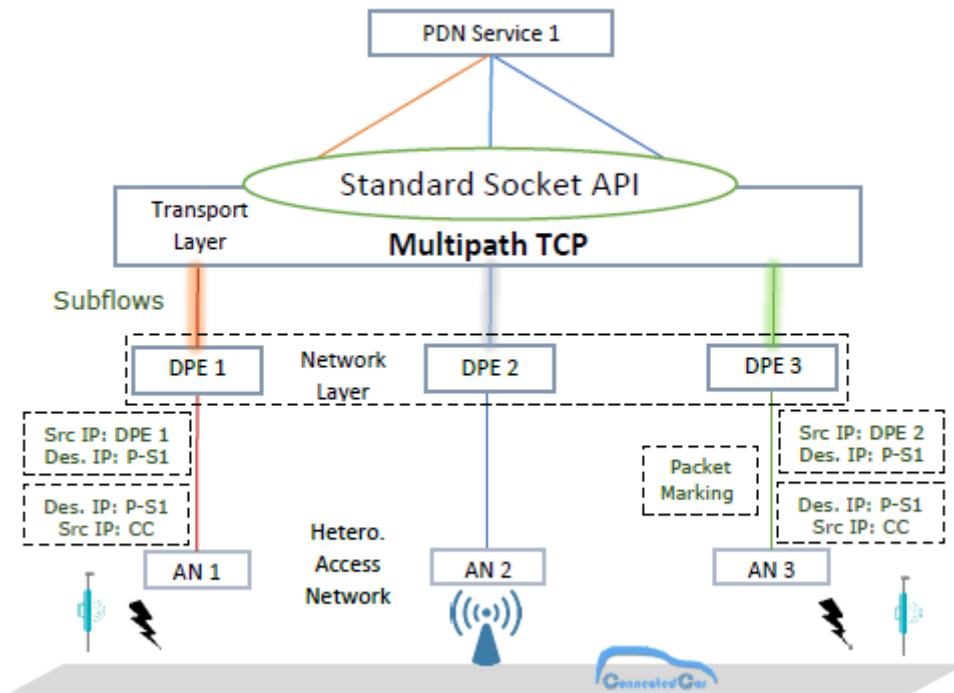 PDN Service 1
Standard Socket API
Transport
Layer
Multipath TCP
Subflows
DPE 1
Network
Layer
DPE 2
DPE 3
Src IP: DPE 1
Des. IP: P-S1
Src IP: DPE 2
Des. IP: P-S1
Packet
Marking
Des. IP: P-S1
Src IP: CC
Des. IP: P-S1
Src IP: CC
Hetero.
Access
Network
AN 1
AN 2
AN 3
ConnectedCar